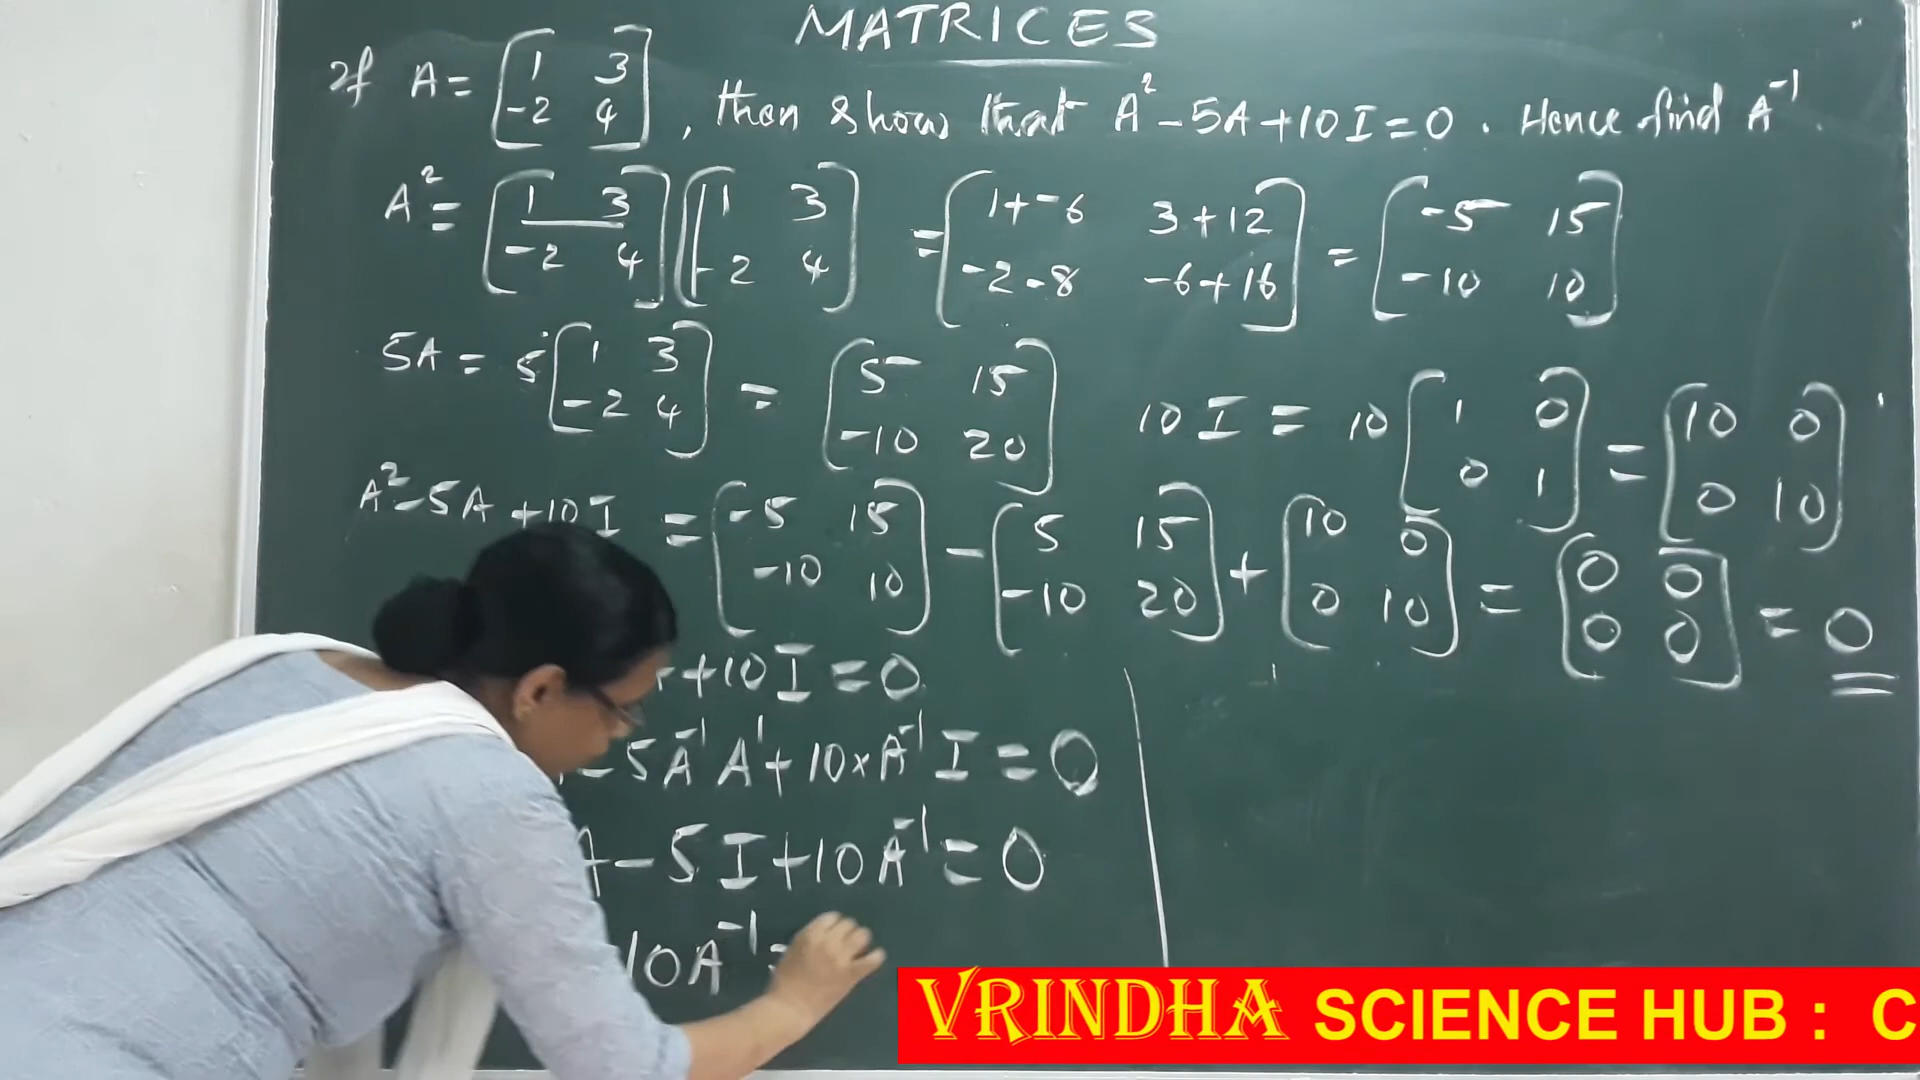 MATRICES
If A = [1 3; -2 4], then show that A² - 5A + 10I = 0. Hence find A⁻¹.
A² = [1 3; -2 4] [1 3; -2 4] = [1+-6 3+12; -2-8 -6+16] = [-5 15; -10 10]
5A = 5 [1 3; -2 4] = [5 15; -10 20] 10I = 10 [1 0; 0 1] = [10 0; 0 10]
A² - 5A + 10I = [-5 15; -10 10] - [5 15; -10 20] + [10 0; 0 10] = [0 0; 0 0] = 0
+10I = 0
-5A⁻¹A¹ + 10×A⁻¹I = 0
A - 5I + 10A⁻¹ = 0
10A⁻¹ =
VRINDHA SCIENCE HUB : C